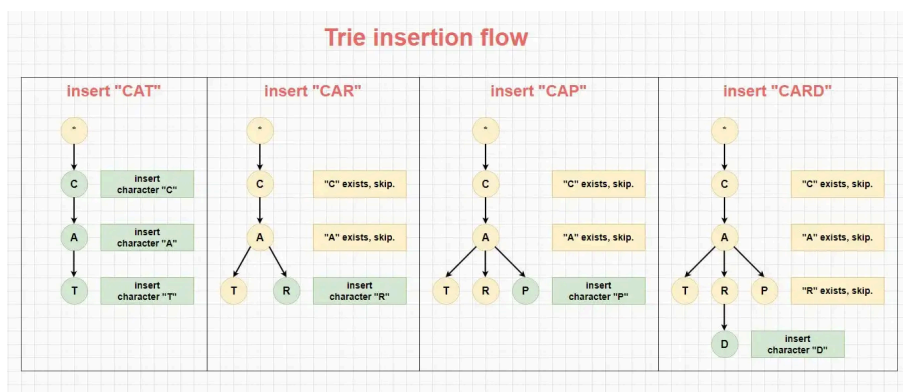 Trie insertion flow
insert "CAT"
*
C
insert
character "C"
A
insert
character "A"
T
insert
character "T"
insert "CAR"
*
C
"C" exists, skip.
A
"A" exists, skip.
T
R
insert
character "R"
insert "CAP"
*
C
"C" exists, skip.
A
"A" exists, skip.
T
R
P
insert
character "P"
insert "CARD"
*
C
"C" exists, skip.
A
"A" exists, skip.
T
R
P
"R" exists, skip.
D
insert
character "D"